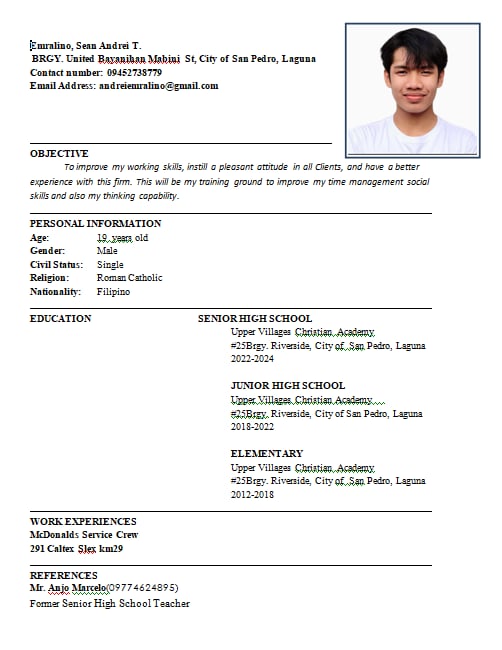 Emralino, Sean Andrei T.
BRGY. United Bayanihan Mabini St, City of San Pedro, Laguna
Contact number: 09452738779
Email Address: andreiemralino@gmail.com
OBJECTIVE
To improve my working skills, instill a pleasant attitude in all Clients, and have a better
experience with this firm. This will be my training ground to improve my time management social
skills and also my thinking capability.
PERSONAL INFORMATION
Age: 19 years old
Gender: Male
Civil Status: Single
Religion: Roman Catholic
Nationality: Filipino
EDUCATION SENIOR HIGH SCHOOL
Upper Villages Christian Academy
#25Brgy. Riverside, City of San Pedro, Laguna
2022-2024
JUNIOR HIGH SCHOOL
Upper Villages Christian Academy
#25Brgy. Riverside, City of San Pedro, Laguna
2018-2022
ELEMENTARY
Upper Villages Christian Academy
#25Brgy. Riverside, City of San Pedro, Laguna
2012-2018
WORK EXPERIENCES
McDonalds Service Crew
291 Caltex Slex km29
REFERENCES
Mr. Anjo Marcelo(09774624895)
Former Senior High School Teacher